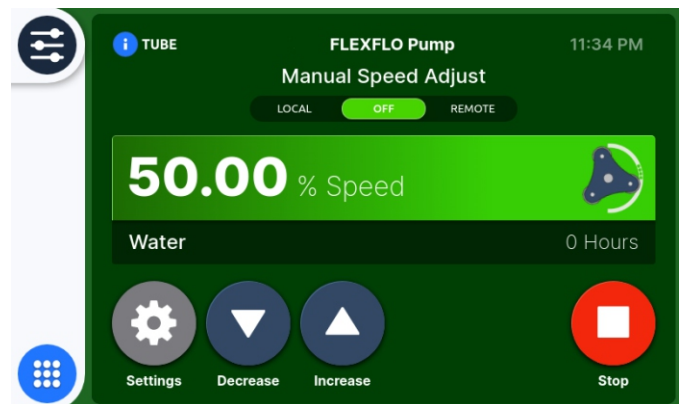 TUBE
FLEXFLO Pump
11:34 PM
Manual Speed Adjust
LOCAL OFF REMOTE
50.00 % Speed
Water
0 Hours
Settings Decrease Increase Stop